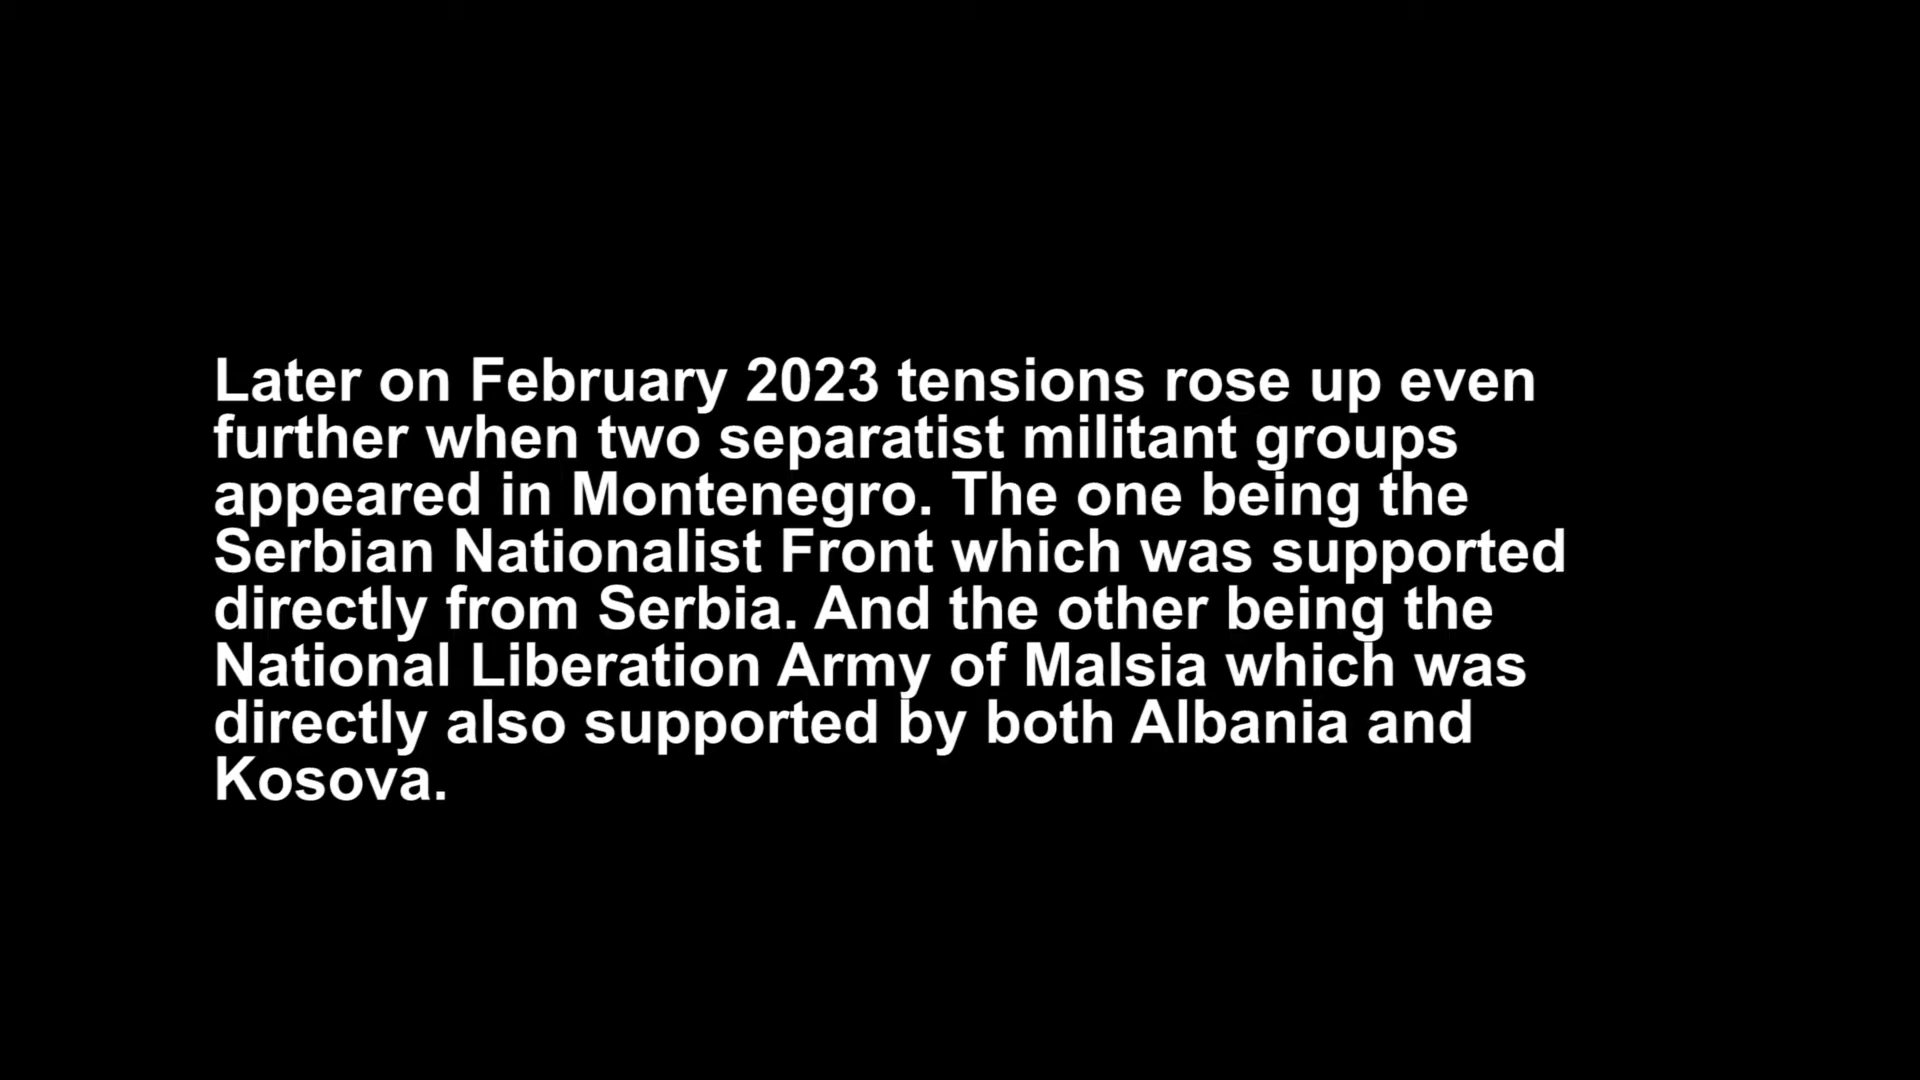 Later on February 2023 tensions rose up even
further when two separatist militant groups
appeared in Montenegro. The one being the
Serbian Nationalist Front which was supported
directly from Serbia. And the other being the
National Liberation Army of Malsia which was
directly also supported by both Albania and
Kosova.